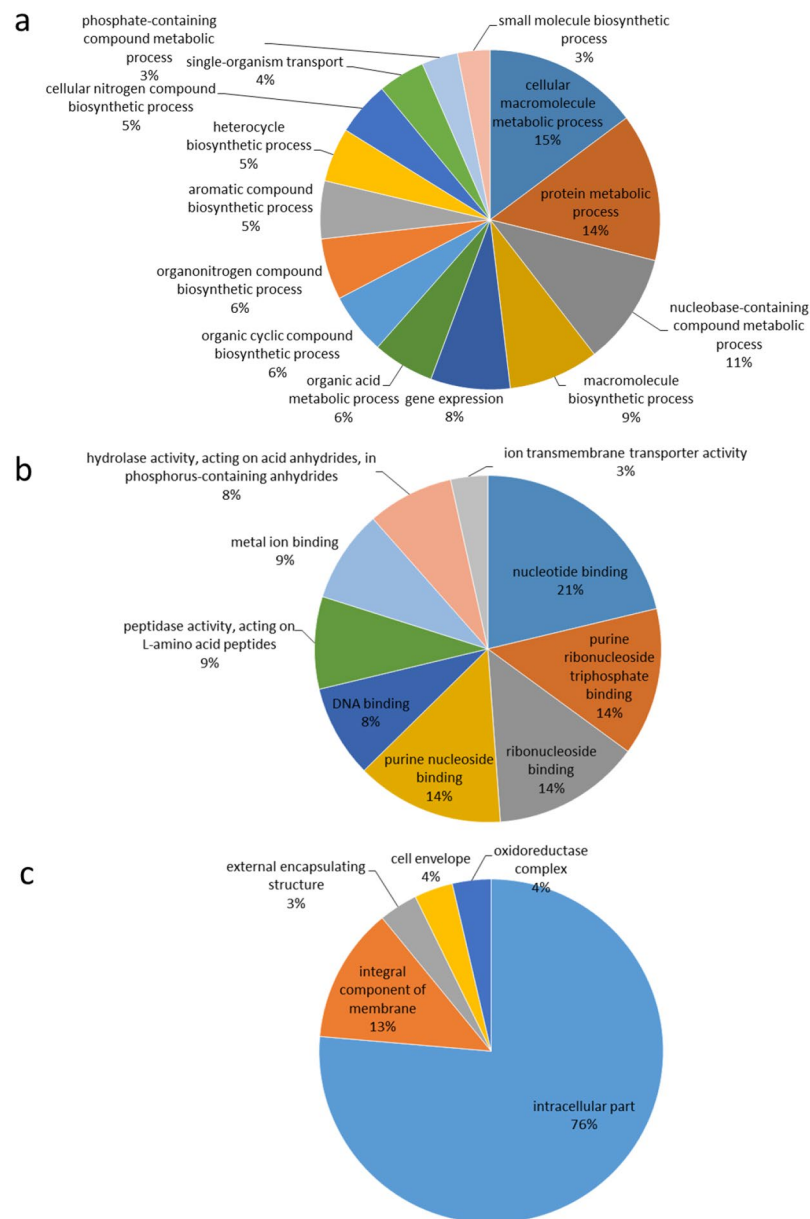 a
phosphate-containing
compound metabolic
process
3%
small molecule biosynthetic
process
3%
single-organism transport
4%
cellular nitrogen compound
biosynthetic process
5%
heterocycle
biosynthetic process
5%
aromatic compound
biosynthetic process
5%
organonitrogen compound
biosynthetic process
6%
organic cyclic compound
biosynthetic process
6%
organic acid
metabolic process
6%
gene expression
8%
macromolecule
biosynthetic process
9%
nucleobase-containing
compound metabolic
process
11%
protein metabolic
process
14%
cellular
macromolecule
metabolic process
15%
b
hydrolase activity, acting on acid anhydrides, in
phosphorus-containing anhydrides
8%
ion transmembrane transporter activity
3%
metal ion binding
9%
nucleotide binding
21%
peptidase activity, acting on
L-amino acid peptides
9%
purine
ribonucleoside
triphosphate
binding
14%
DNA binding
8%
purine nucleoside
binding
14%
ribonucleoside
binding
14%
c
external encapsulating
structure
3%
cell envelope
4%
oxidoreductase
complex
4%
integral
component of
membrane
13%
intracellular part
76%